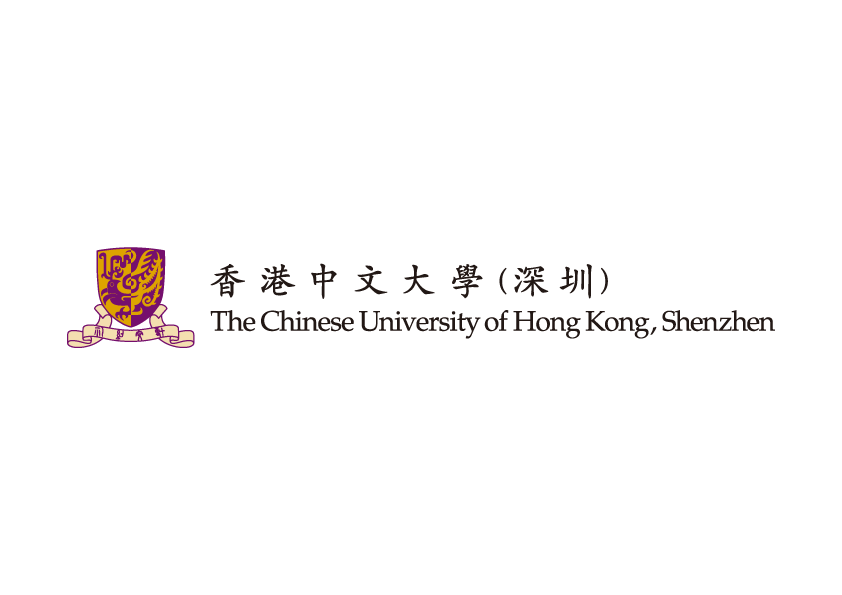 香港中文大學(深圳)
The Chinese University of Hong Kong, Shenzhen